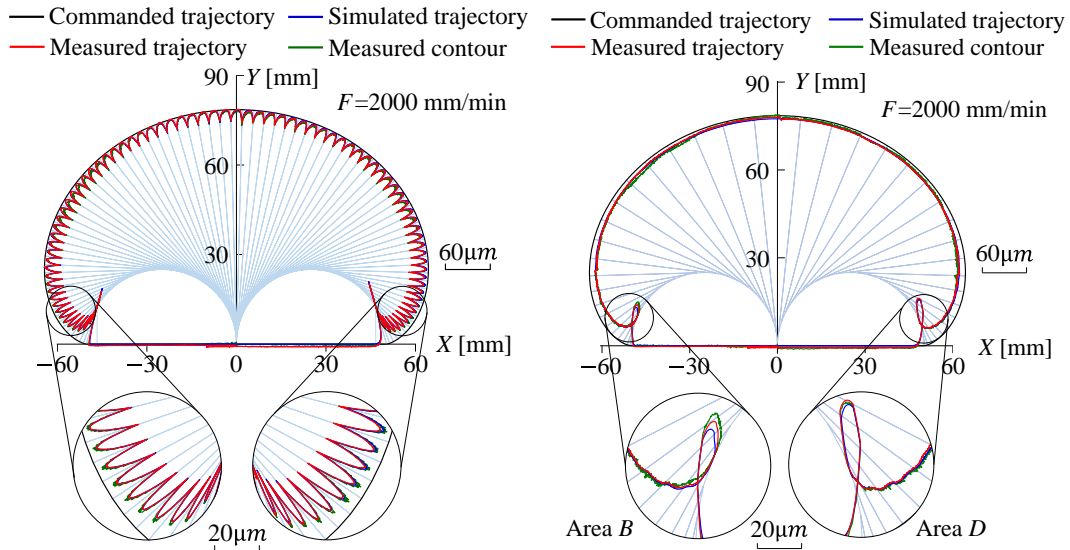 Commanded trajectory
Simulated trajectory
Measured trajectory
Measured contour
90
Y [mm]
F=2000 mm/min
60
30
60μm
X [mm]
−60
−30
0
30
60
20μm
Commanded trajectory
Simulated trajectory
Measured trajectory
Measured contour
90
Y [mm]
F=2000 mm/min
60
30
60μm
X [mm]
−60
−30
0
30
60
Area B
20μm
Area D